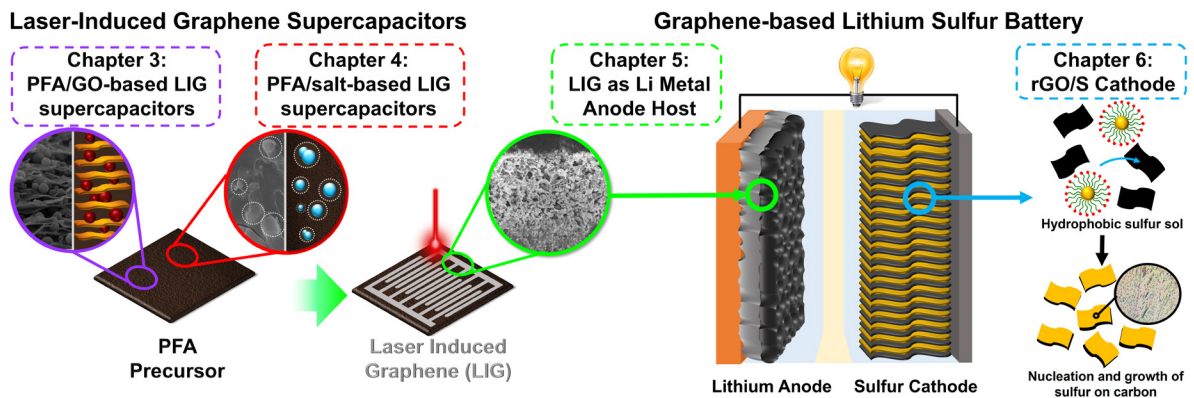 Laser-Induced Graphene Supercapitors
Graphene-based Lithium Sulfur Battery
Chapter 3:
PFA/GO-based LIG
supercapacitors
Chapter 4:
PFA/salt-based LIG
supercapacitors
Chapter 5:
LIG as Li Metal
Anode Host
Chapter 6:
rGO/S Cathode
Hydrophobic sulfur sol
PFA
Precursor
Laser Induced
Graphene (LIG)
Lithium Anode
Sulfur Cathode
Nucleation and growth of
sulfur on carbon